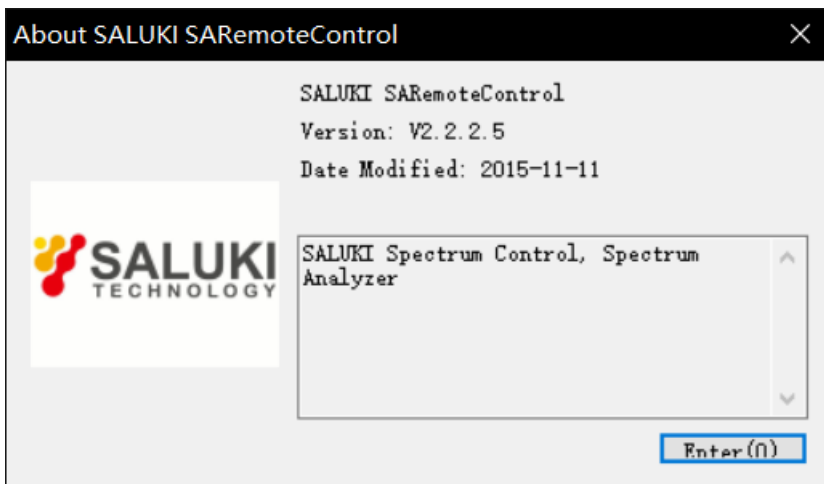 About SALUKI SARemoteControl
SALUKI SARemoteControl
Version: V2.2.2.5
Date Modified: 2015-11-11
SALUKI
TECHNOLOGY
SALUKI Spectrum Control, Spectrum
Analyzer
Enter(O)